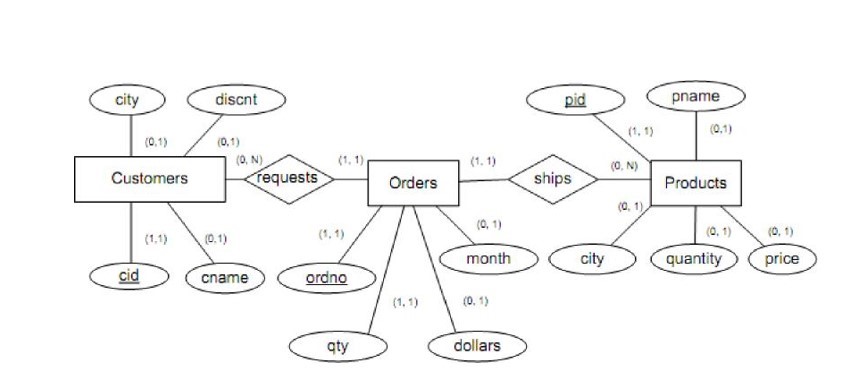 city
discnt
pid
pname
(0,1)
(0,1)
(1, 1)
(0,1)
Customers
(0, N)
requests
(1, 1)
Orders
(1, 1)
ships
(0, N)
Products
(1,1)
(0,1)
(1, 1)
(0, 1)
(0, 1)
(0, 1)
(0, 1)
cid
cname
ordno
month
city
quantity
price
(1, 1)
(0, 1)
qty
dollars